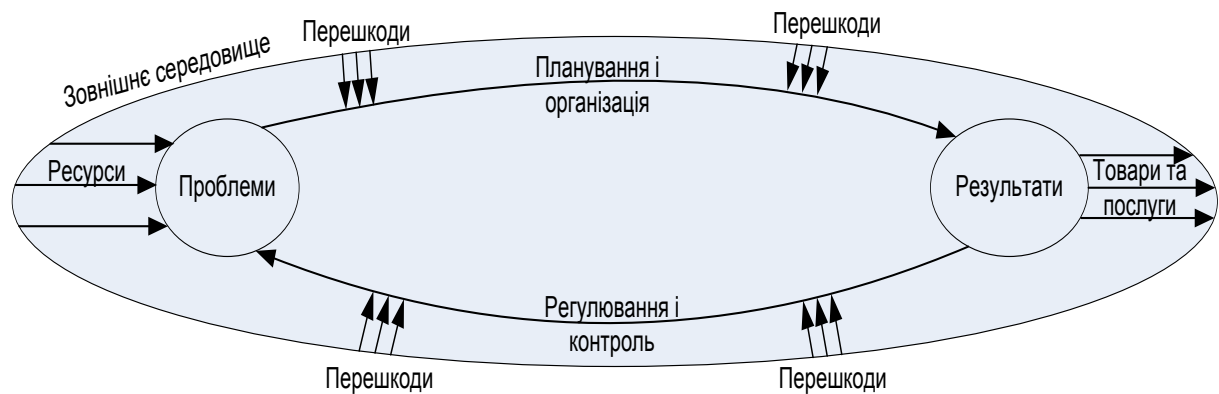 Перешкоди
Перешкоди
Зовнішнє середовище
Планування і
організація
Ресурси
Проблеми
Результати
Товари та
послуги
Регулювання і
контроль
Перешкоди
Перешкоди